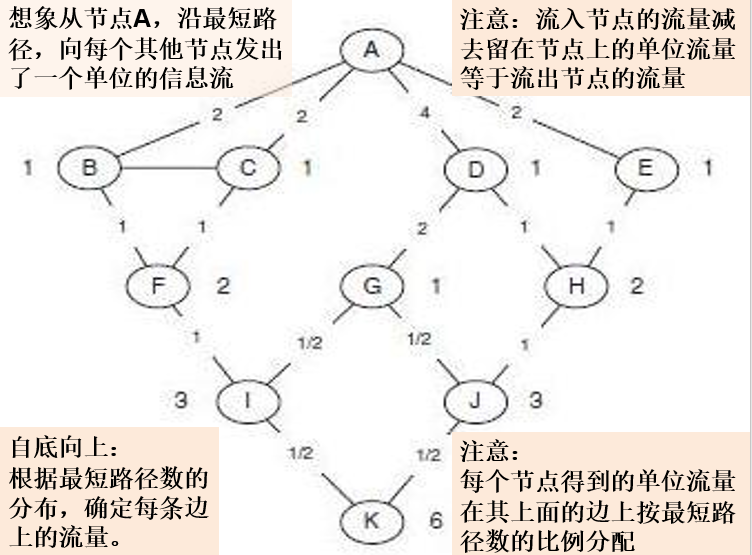 想象从节点A，沿最短路
径，向每个其他节点发出
了一个单位的信息流
注意：流入节点的流量减
去留在节点上的单位流量
等于流出节点的流量
A
2 2 4 2
1 B C 1 D 1 E 1
1 1 2 1 1
F 2 G 1 H 2
1 1/2 1/2 1
3 I J 3
1/2 1/2
K 6
自底向上：
根据最短路径数的
分布，确定每条边
上的流量。
注意：
每个节点得到的单位流量
在其上面的边上按最短路
径数的比例分配